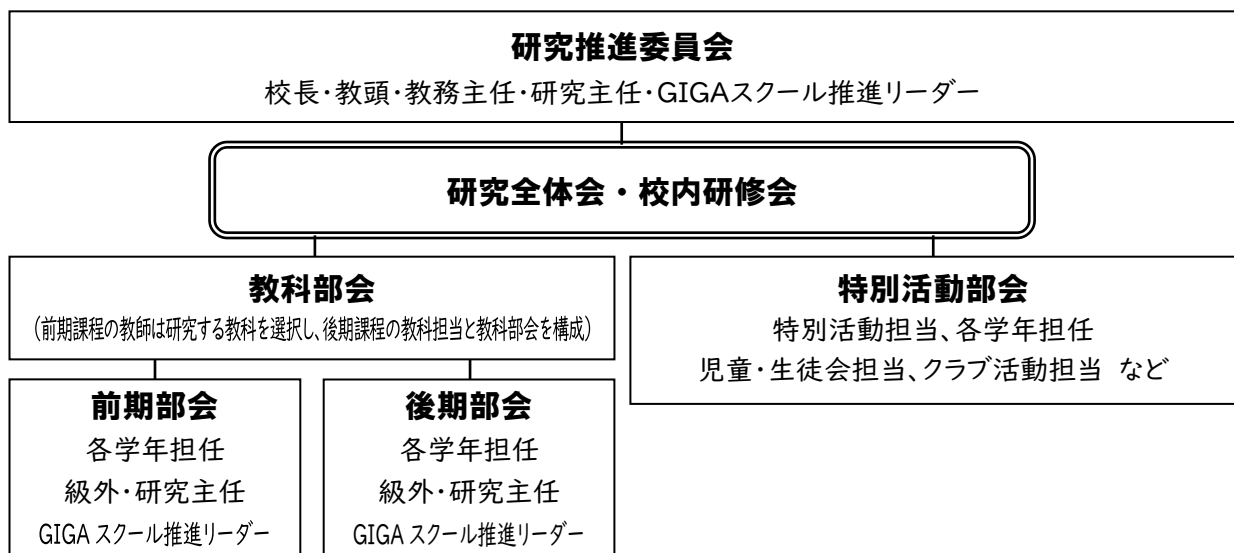 研究推進委員会
校長・教頭・教務主任・研究主任・GIGAスクール推進リーダー
研究全体会・校内研修会
教科部会
(前期課程の教師は研究する教科を選択し、後期課程の教科担当と教科部会を構成)
前期部会
各学年担任
級外・研究主任
GIGAスクール推進リーダー
後期部会
各学年担任
級外・研究主任
GIGAスクール推進リーダー
特別活動部会
特別活動担当、各学年担任
児童・生徒会担当、クラブ活動担当 など